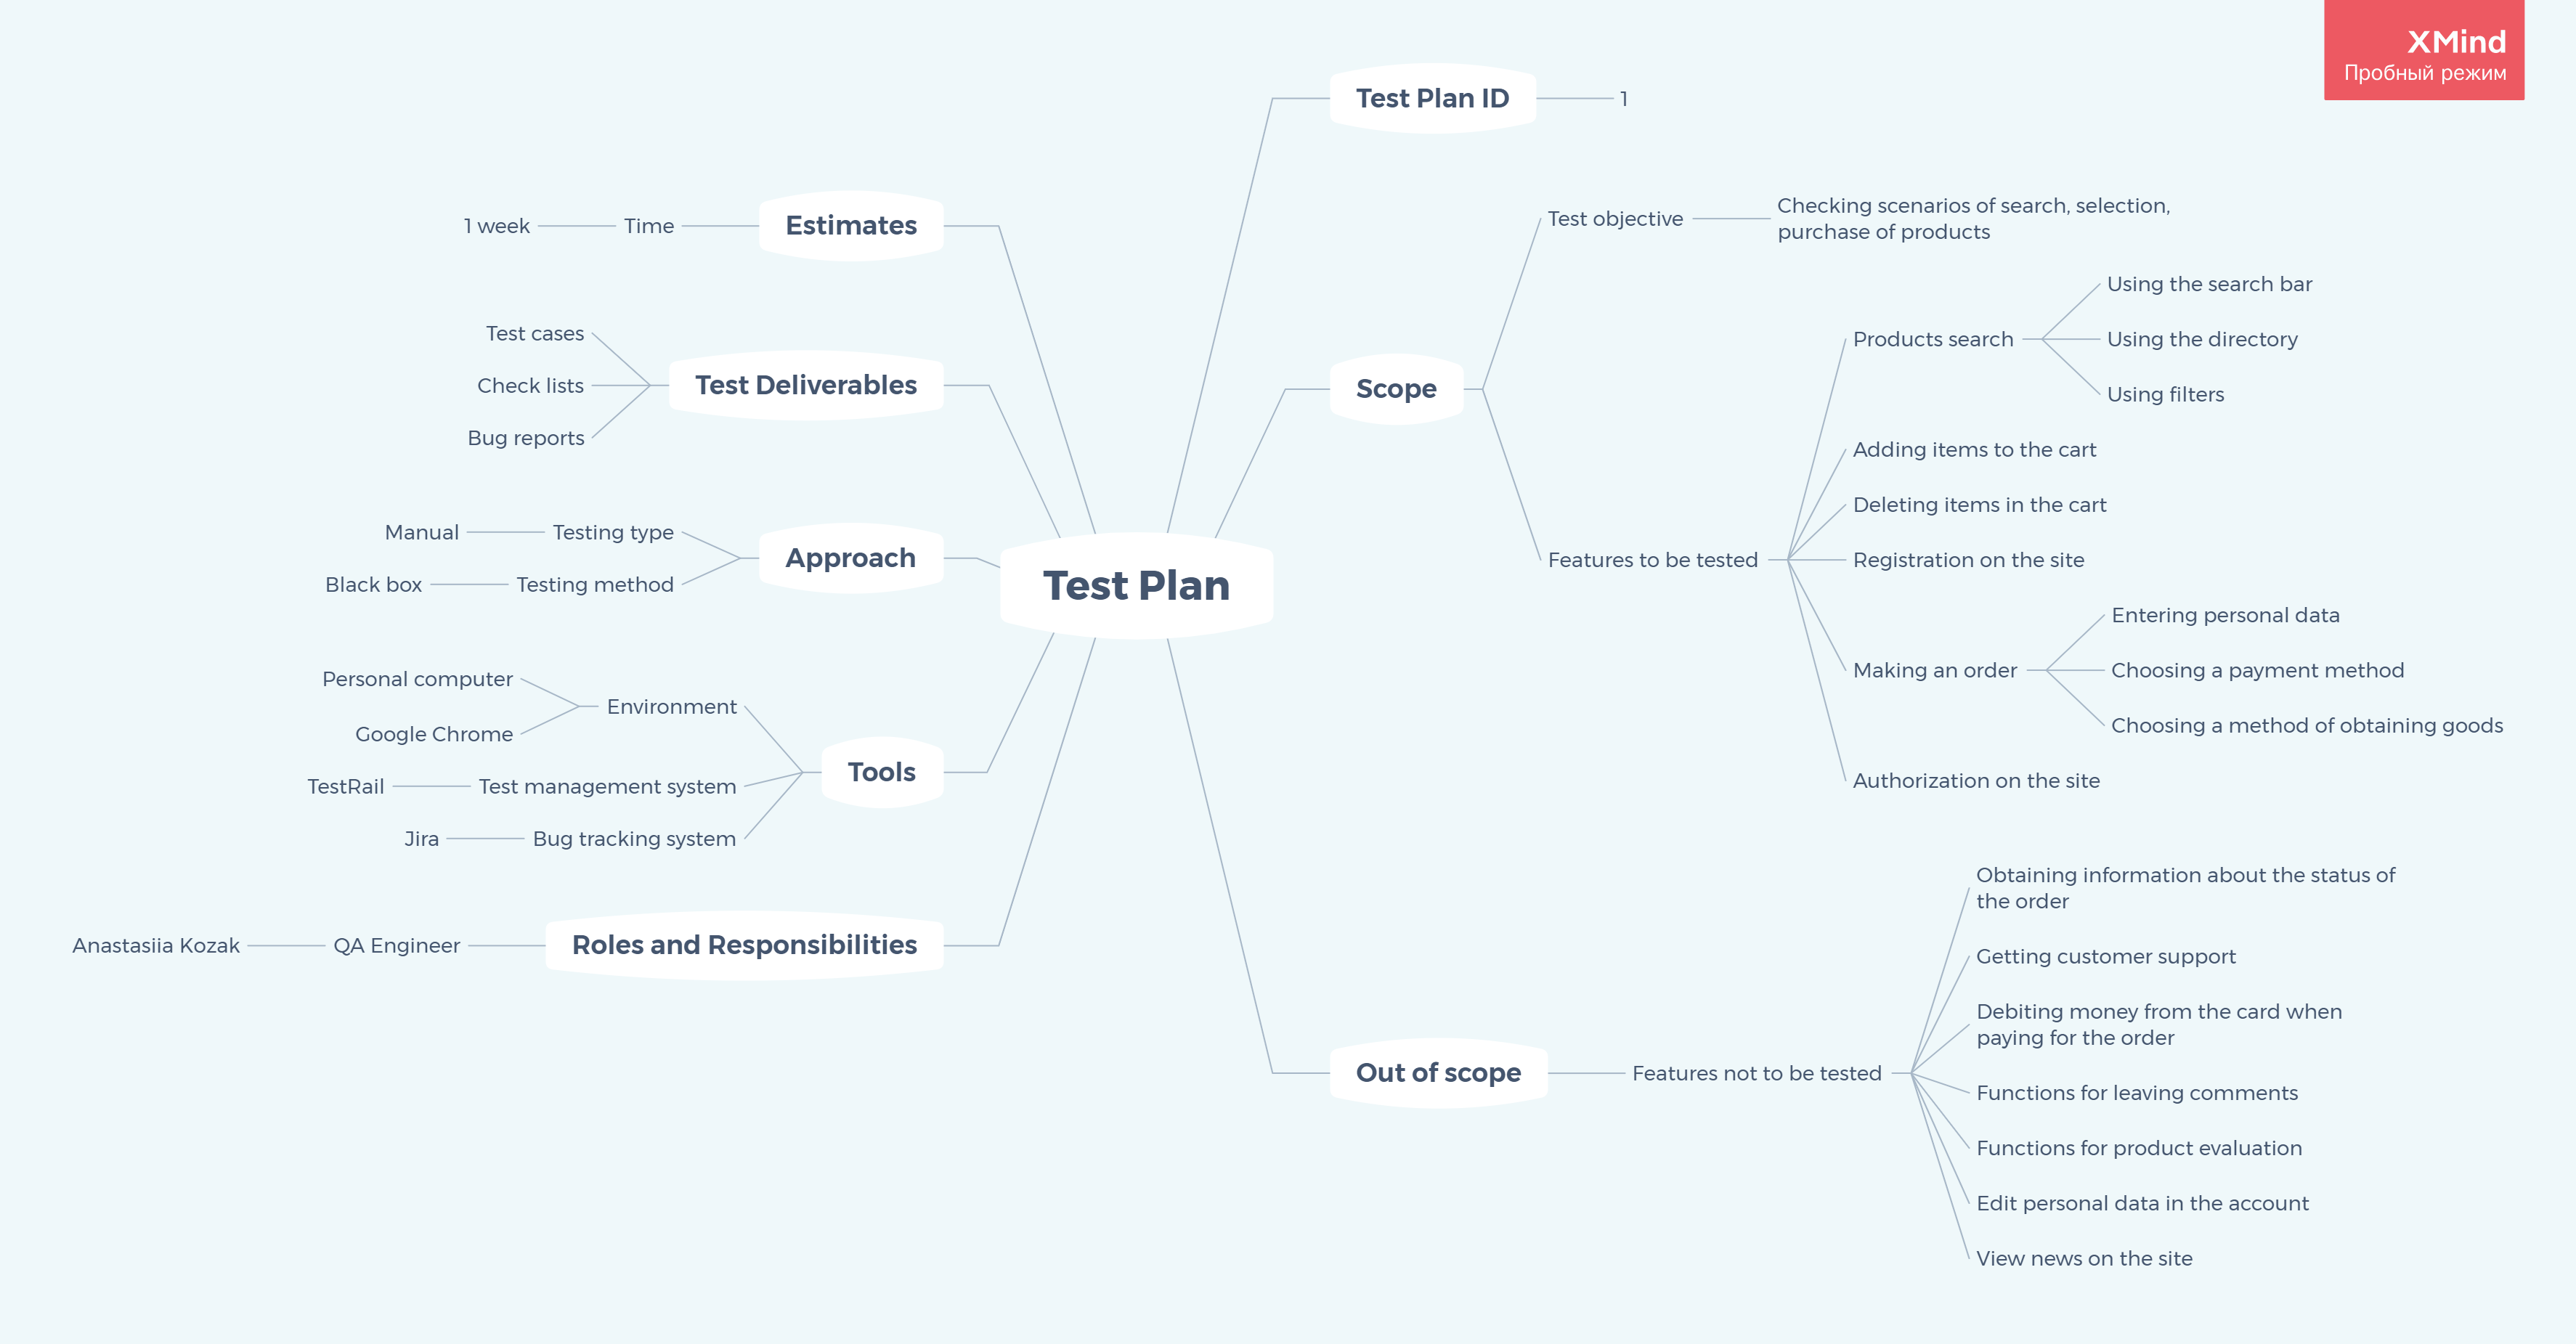 XMind
Пробный режим
Test Plan
Test Plan ID
1
Scope
Test objective
Checking scenarios of search, selection,
purchase of products
Features to be tested
Products search
Using the search bar
Using the directory
Using filters
Adding items to the cart
Deleting items in the cart
Registration on the site
Making an order
Entering personal data
Choosing a payment method
Choosing a method of obtaining goods
Authorization on the site
Out of scope
Features not to be tested
Obtaining information about the status of
the order
Getting customer support
Debiting money from the card when
paying for the order
Functions for leaving comments
Functions for product evaluation
Edit personal data in the account
View news on the site
Estimates
Time
1 week
Test Deliverables
Test cases
Check lists
Bug reports
Approach
Testing type
Manual
Testing method
Black box
Tools
Environment
Personal computer
Google Chrome
Test management system
TestRail
Bug tracking system
Jira
Roles and Responsibilities
QA Engineer
Anastasiia Kozak